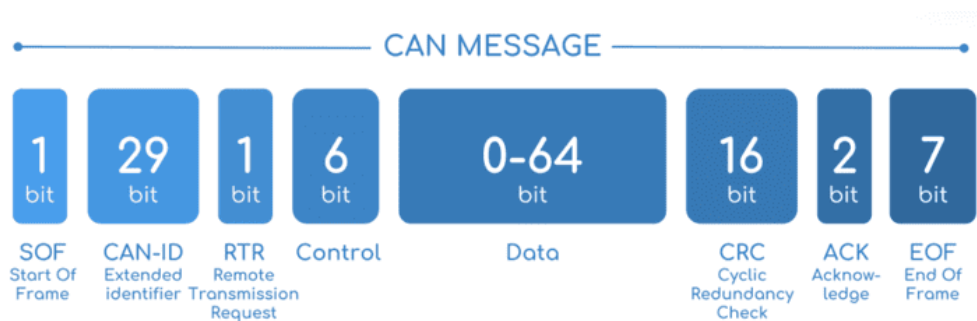 CAN MESSAGE
1 29 1 6 0-64 16 2 7
bit bit bit bit bit bit bit bit
SOF CAN-ID RTR Control Data CRC ACK EOF
Start Of Extended Remote Cyclic Acknow- End Of
Frame identifier Transmission Redundancy ledge Frame
Request Check